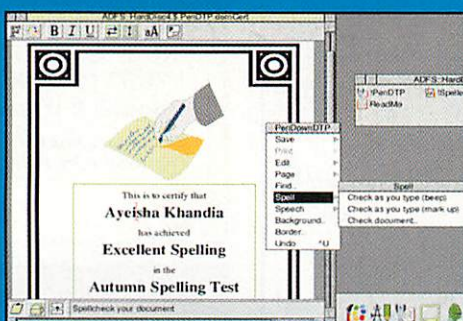 ADFS::HardDisc4.$.PenDTP.demCert
B I U aA
This is to certify that
Ayeisha Khandia
has achieved
Excellent Spelling
in the
Autumn Spelling Test
Spellcheck your document
PenDownDTP
Save
Print
Edit
Page
Find..
Spell
Speech
Background..
Border..
Undo ^U
Spell
Check as you type (beep)
Check as you type (mark up)
Check document..
ADFS::Hard
!PenDTP !Spelle
ReadMe